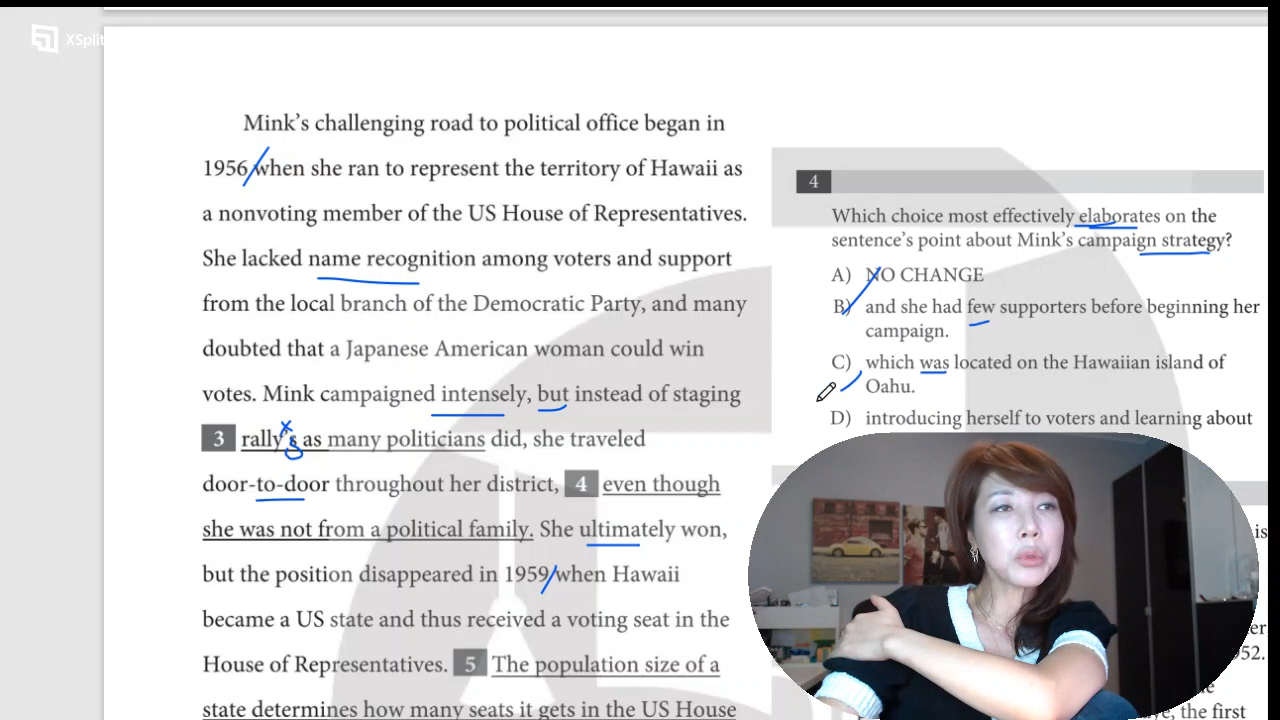 XSplit
Mink's challenging road to political office began in
1956 when she ran to represent the territory of Hawaii as
a nonvoting member of the US House of Representatives.
She lacked name recognition among voters and support
from the local branch of the Democratic Party, and many
doubted that a Japanese American woman could win
votes. Mink campaigned intensely, but instead of staging
3 rally's as many politicians did, she traveled
door-to-door throughout her district, 4 even though
she was not from a political family. She ultimately won,
but the position disappeared in 1959 when Hawaii
became a US state and thus received a voting seat in the
House of Representatives. 5 The population size of a
state determines how many seats it gets in the US House
4
Which choice most effectively elaborates on the
sentence's point about Mink's campaign strategy?
A) NO CHANGE
B) and she had few supporters before beginning her
campaign.
C) which was located on the Hawaiian island of
Oahu.
D) introducing herself to voters and learning about
is
952.
the first